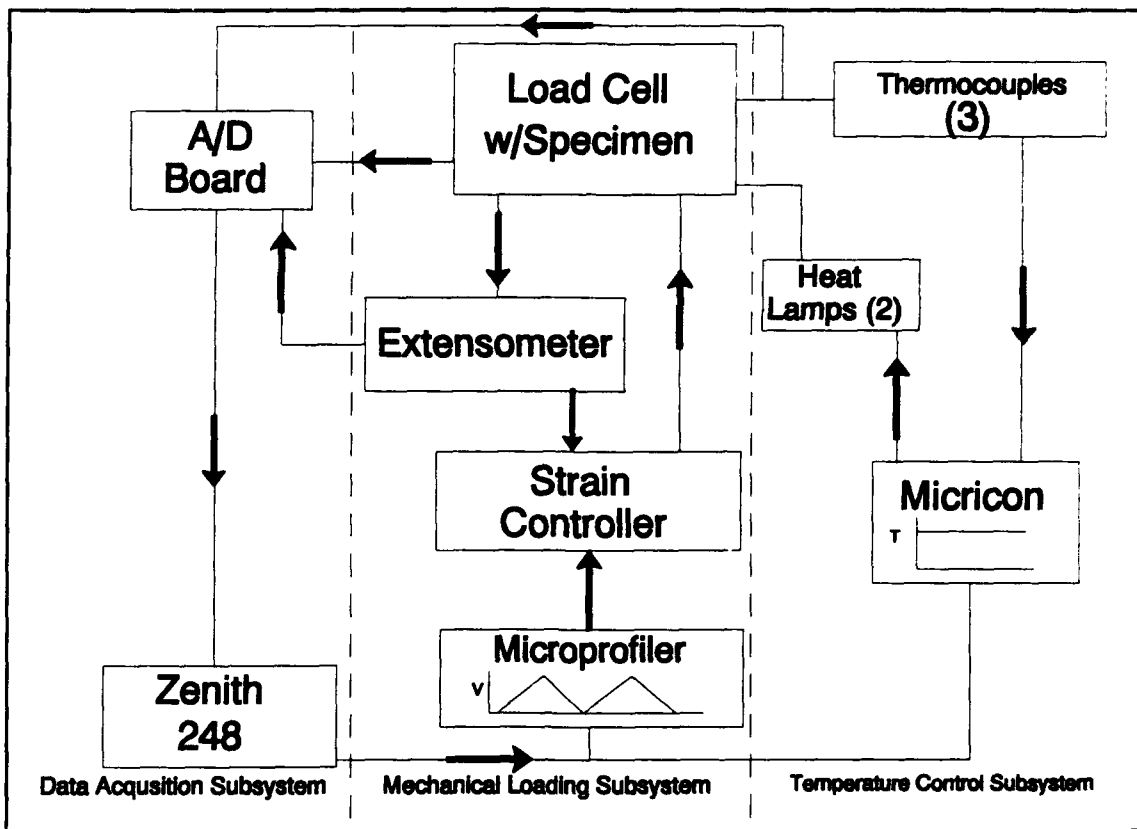 Load Cell
w/Specimen
Thermocouples
(3)
A/D
Board
Heat
Lamps (2)
Extensometer
Strain
Controller
Micricon
T
Microprofiler
V
Zenith
248
Data Acqusition Subsystem
Mechanical Loading Subsystem
Temperature Control Subsystem